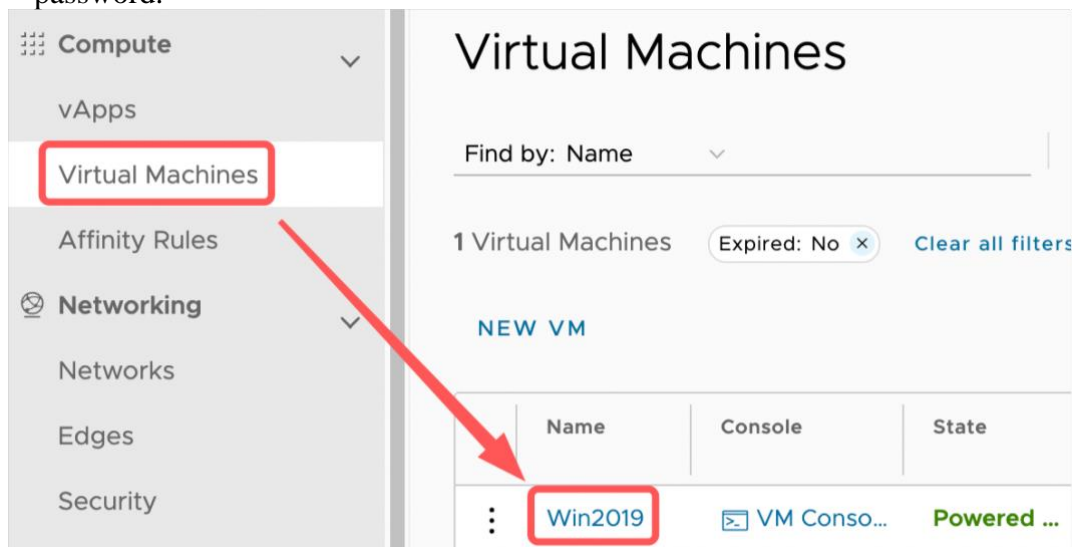 password.
Compute
vApps
Virtual Machines
Affinity Rules
Networking
Networks
Edges
Security
Virtual Machines
Find by: Name
1 Virtual Machines Expired: No × Clear all filters
NEW VM
Name Console State
Win2019 VM Conso... Powered ...